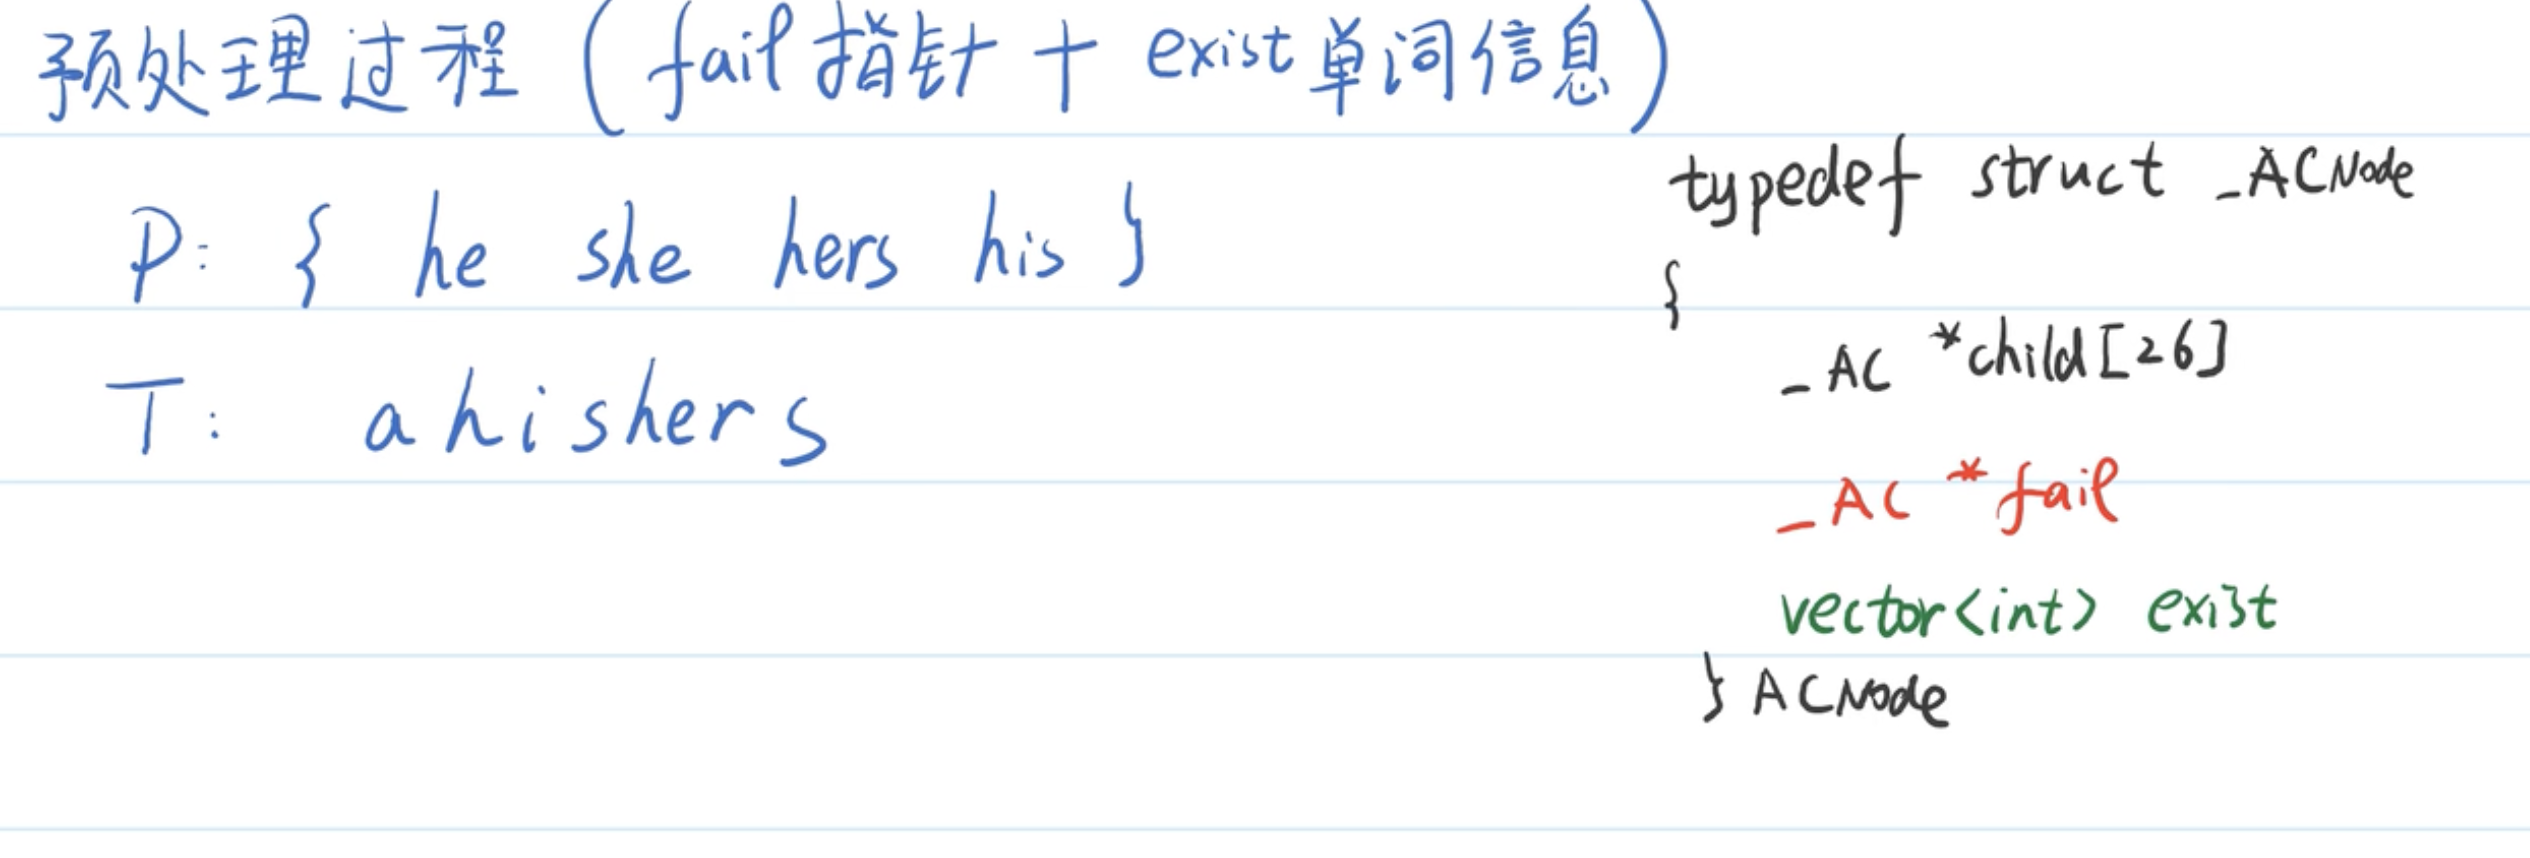 预处理过程 (fail指针 + exist单词信息)
P: { he she hers his }
T: ahishers
typedef struct _ACNode
{
_AC *child[26]
_AC *fail
vector<int> exist
} ACNode